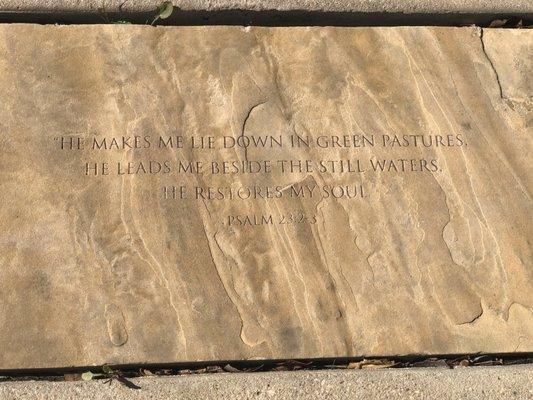 "HE MAKES ME LIE DOWN IN GREEN PASTURES,
HE LEADS ME BESIDE THE STILL WATERS,
HE RESTORES MY SOUL
PSALM 23:2-3